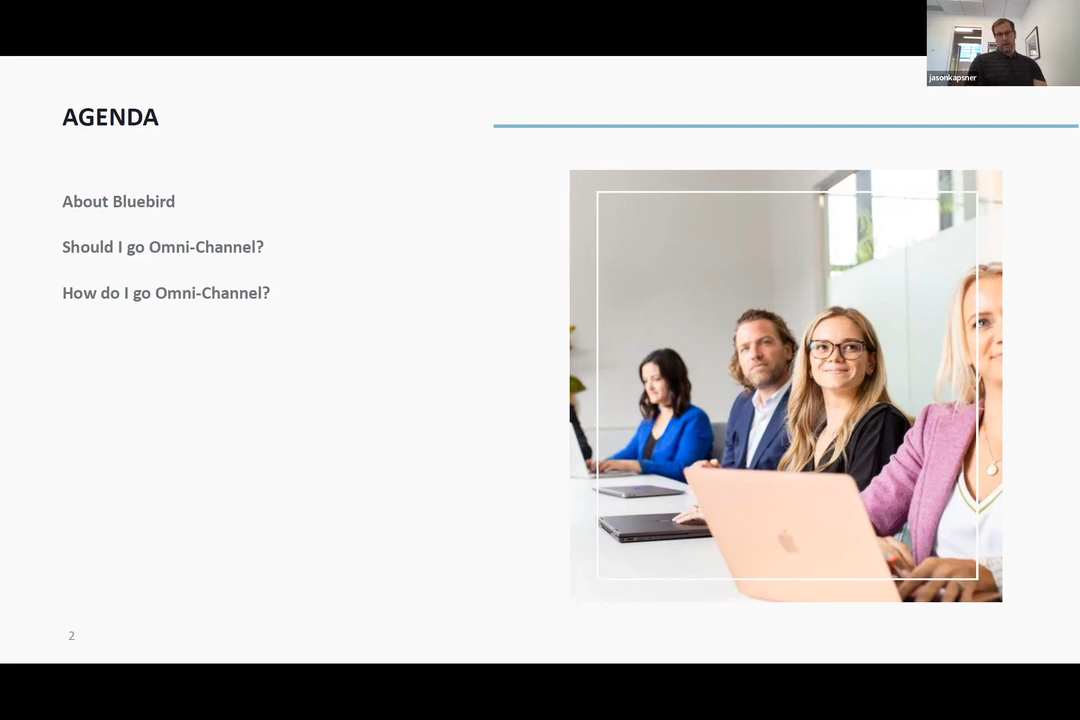 jasonkapsner
AGENDA
About Bluebird
Should I go Omni-Channel?
How do I go Omni-Channel?
2